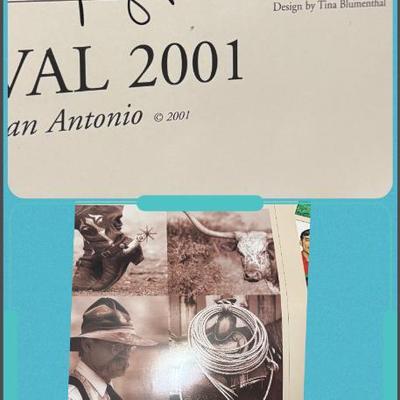 Design by Tina Blumenthal
VAL 2001
an Antonio © 2001